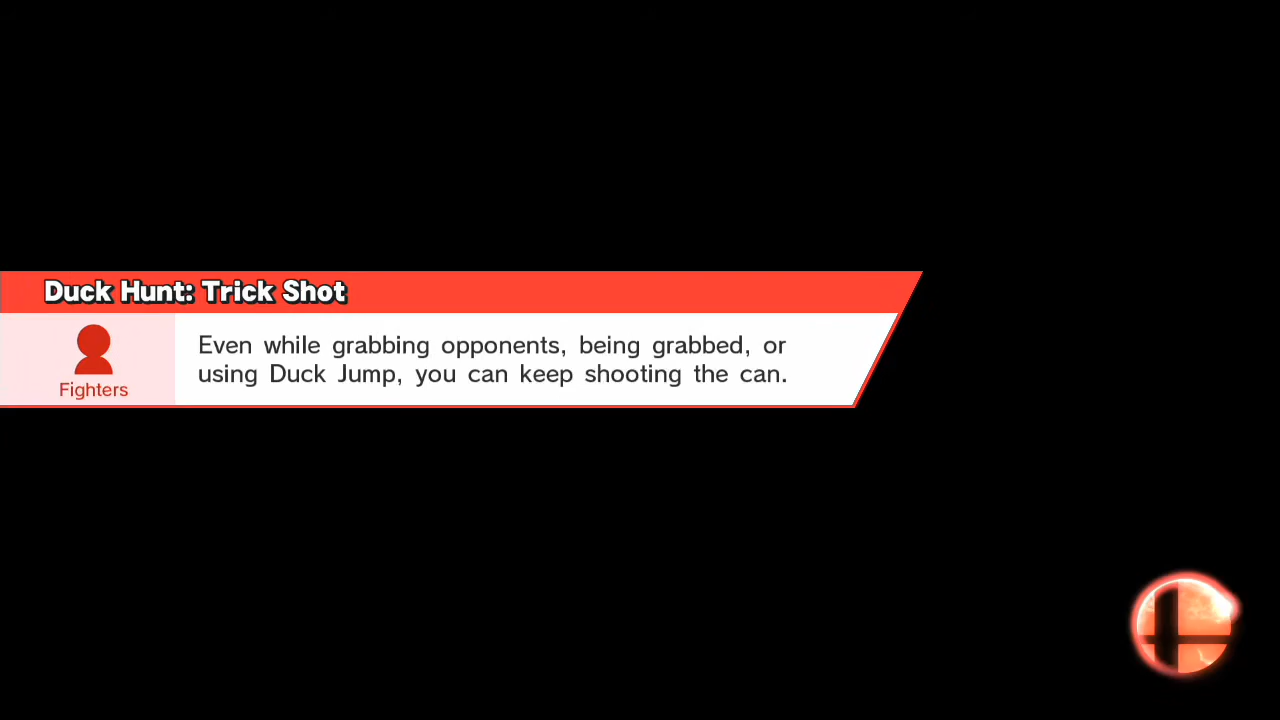 Duck Hunt: Trick Shot
Even while grabbing opponents, being grabbed, or
using Duck Jump, you can keep shooting the can.
Fighters